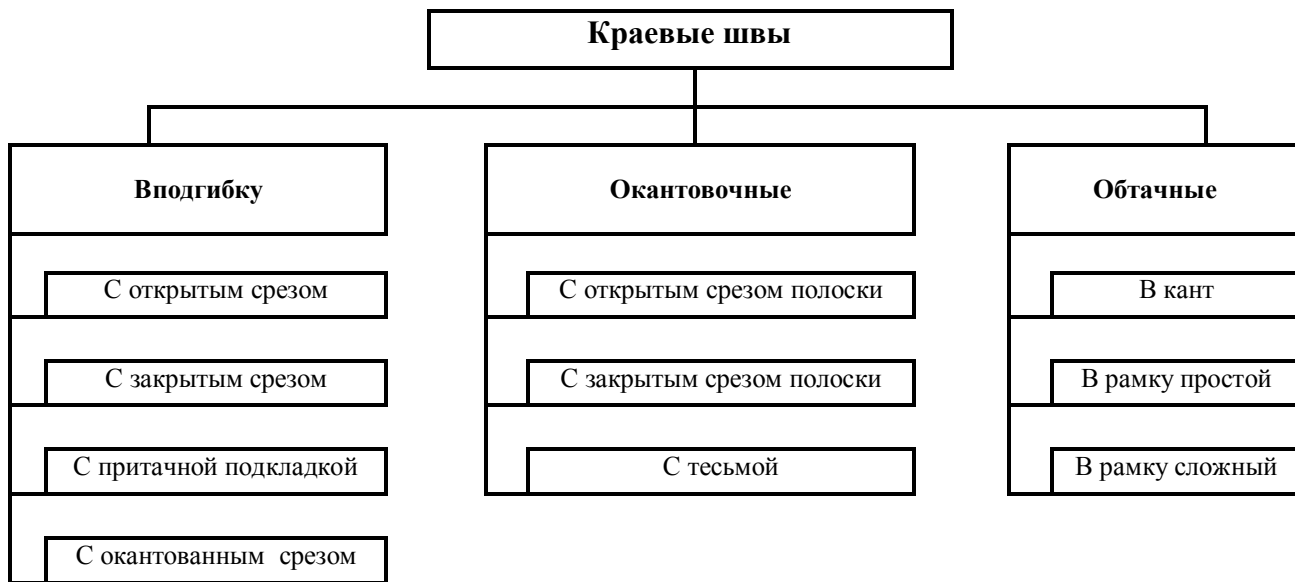 Краевые швы
Вподгибку
С открытым срезом
С закрытым срезом
С притачной подкладкой
С окантованным срезом
Окантовочные
С открытым срезом полоски
С закрытым срезом полоски
С тесьмой
Обтачные
В кант
В рамку простой
В рамку сложный